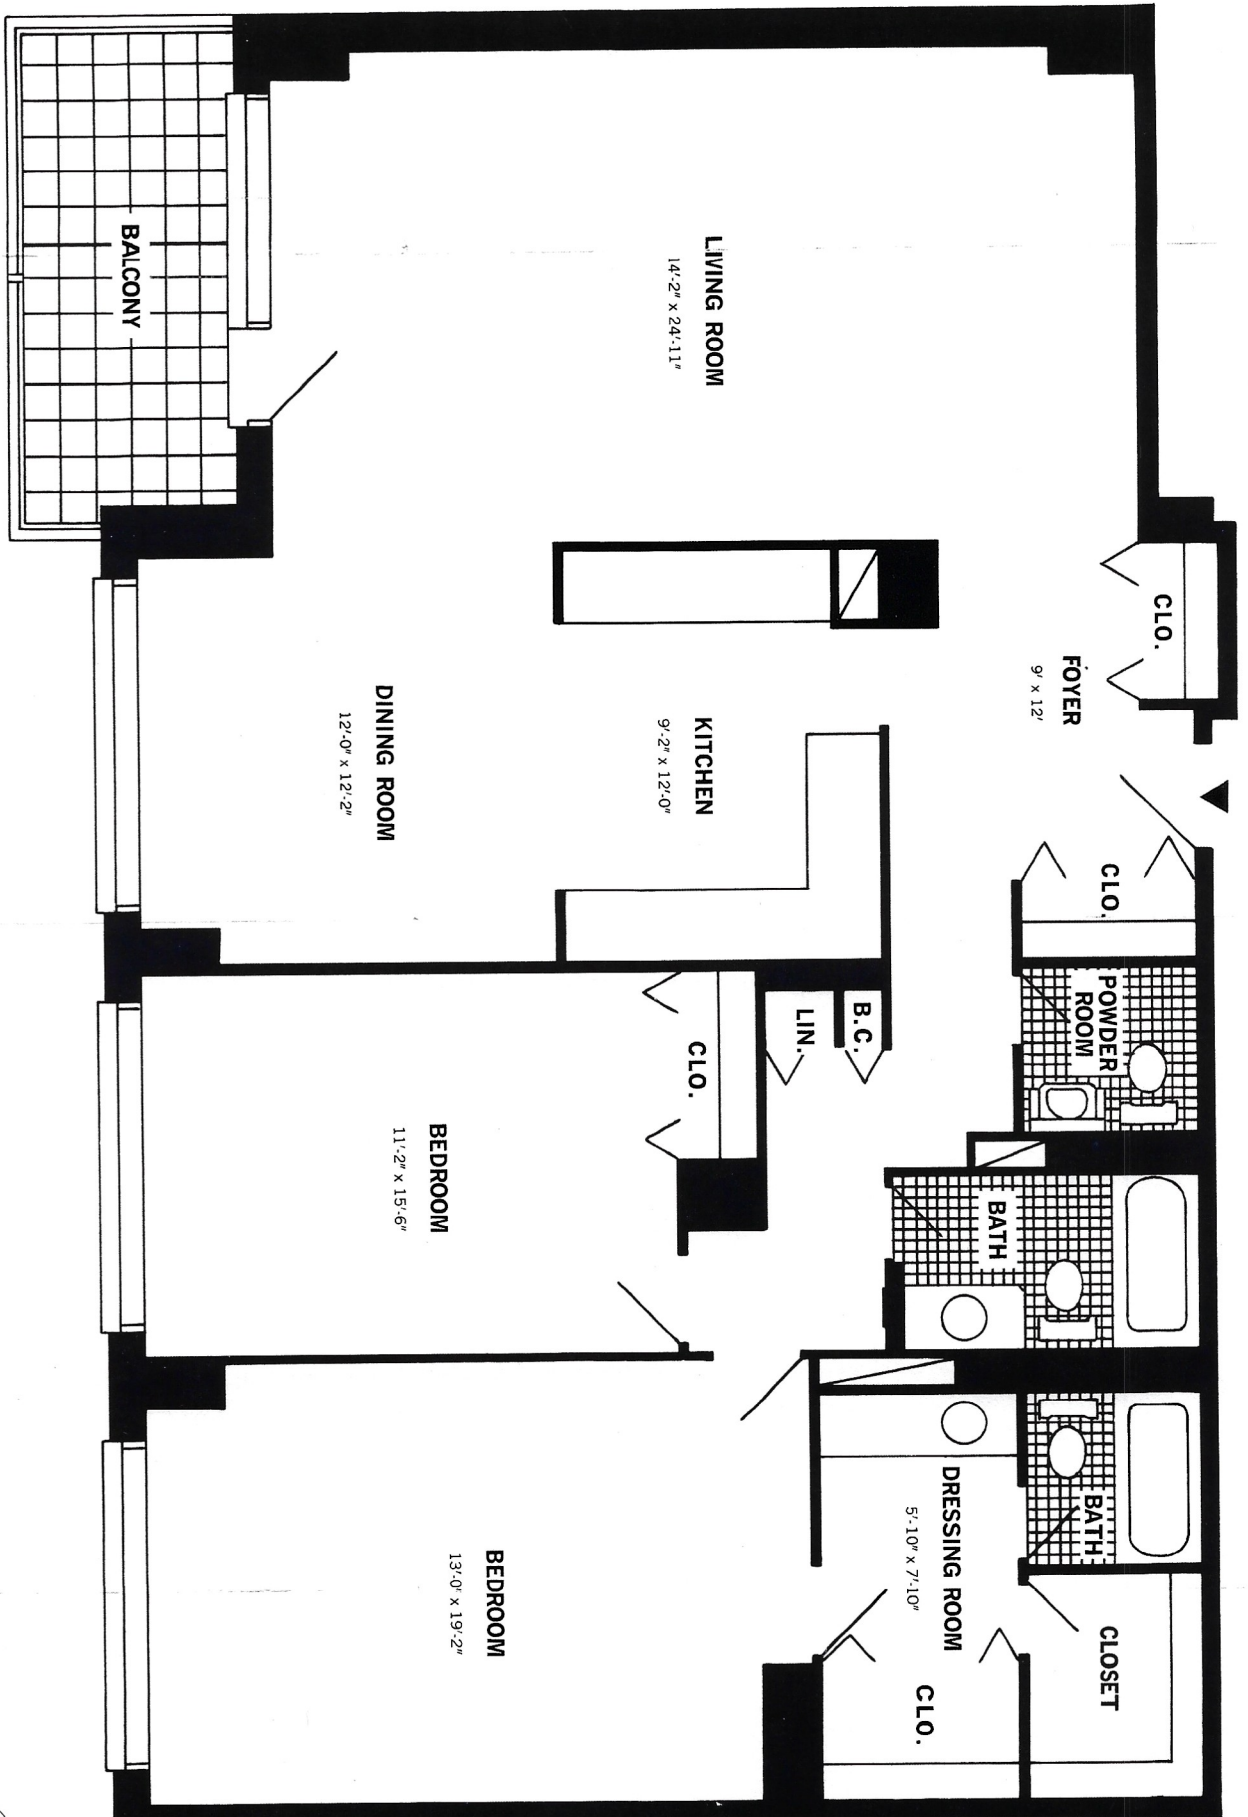 BALCONY
LIVING ROOM
14'-2" x 24'-11"
CLO.
FOYER
9' x 12'
KITCHEN
9'-2" x 12'-0"
DINING ROOM
12'-0" x 12'-2"
CLO.
POWDER
ROOM
B.C.
LIN.
CLO.
BEDROOM
11'-2" x 15'-6"
BATH
BATH
DRESSING ROOM
5'-10" x 7'-10"
CLOSET
CLO.
BEDROOM
13'-0" x 19'-2"